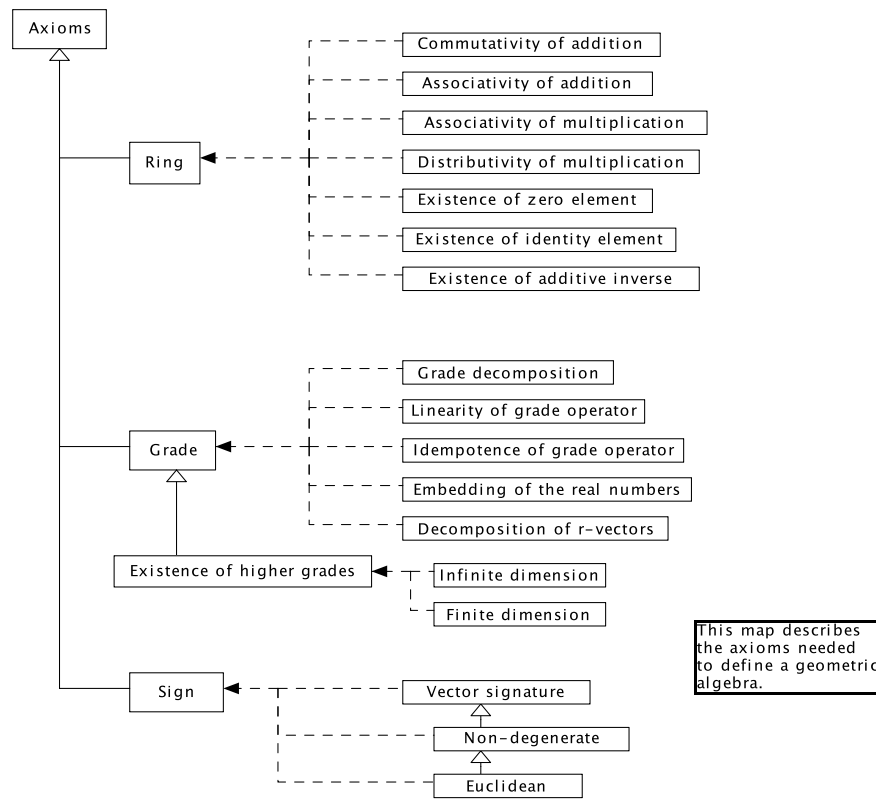 Axioms
Commutativity of addition
Associativity of addition
Associativity of multiplication
Ring
Distributivity of multiplication
Existence of zero element
Existence of identity element
Existence of additive inverse
Grade decomposition
Linearity of grade operator
Grade
Idempotence of grade operator
Embedding of the real numbers
Decomposition of r-vectors
Existence of higher grades
Infinite dimension
Finite dimension
This map describes
the axioms needed
to define a geometric
algebra.
Sign
Vector signature
Non-degenerate
Euclidean